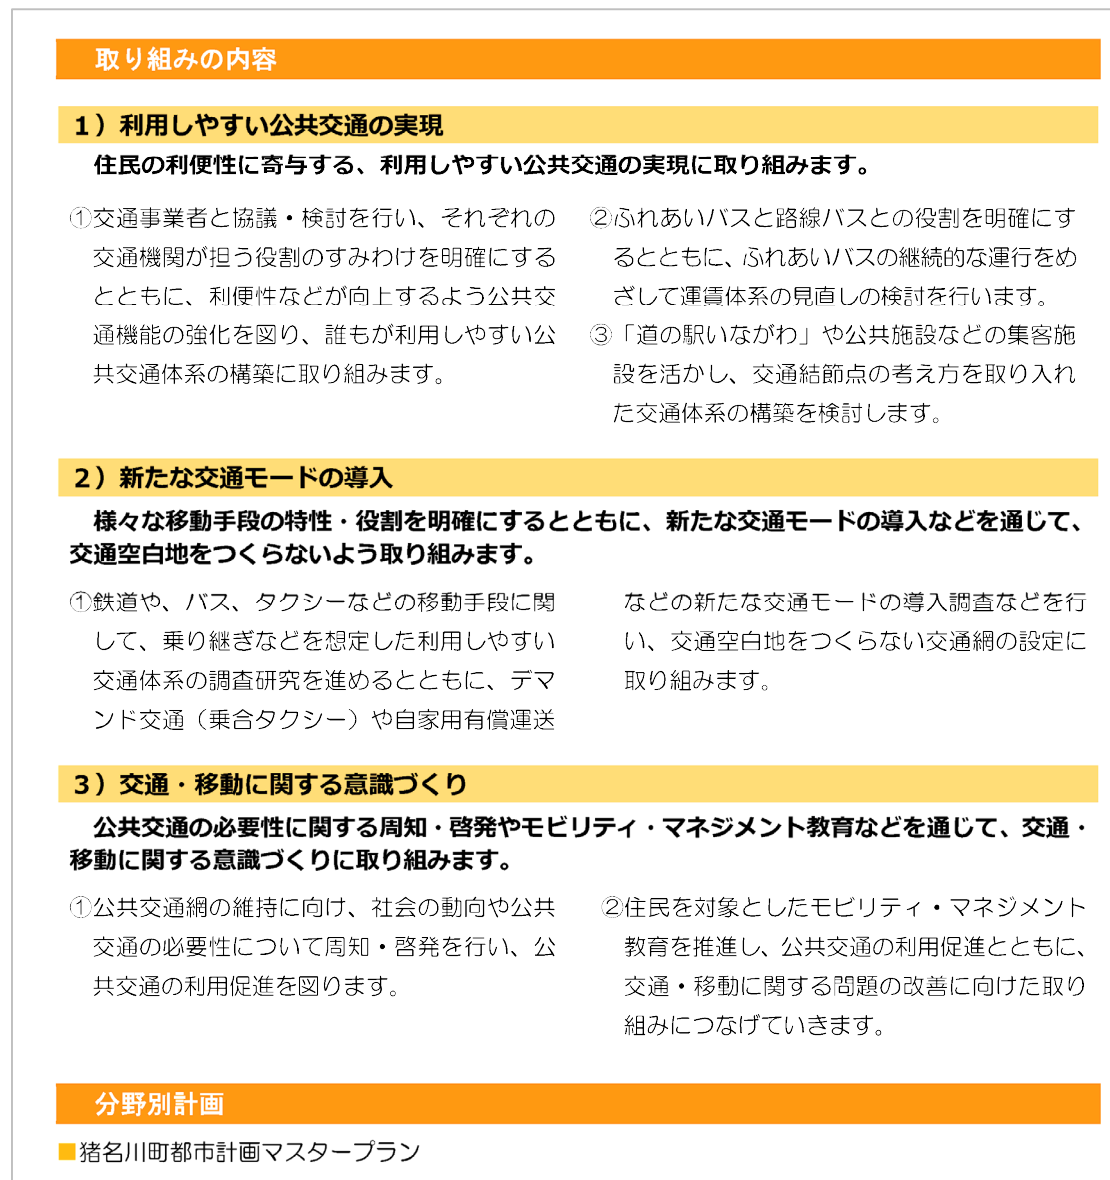 取り組みの内容
1）利用しやすい公共交通の実現
住民の利便性に寄与する、利用しやすい公共交通の実現に取り組みます。
①交通事業者と協議・検討を行い、それぞれの
交通機関が担う役割のすみわけを明確にする
とともに、利便性などが向上するよう公共交
通機能の強化を図り、誰もが利用しやすい公
共交通体系の構築に取り組みます。
②ふれあいバスと路線バスとの役割を明確にす
るとともに、ふれあいバスの継続的な運行をめ
ざして運賃体系の見直しの検討を行います。
③「道の駅いながわ」や公共施設などの集客施
設を活かし、交通結節点の考え方を取り入れ
た交通体系の構築を検討します。
2）新たな交通モードの導入
様々な移動手段の特性・役割を明確にするとともに、新たな交通モードの導入などを通じて、
交通空白地をつくらないよう取り組みます。
①鉄道や、バス、タクシーなどの移動手段に関
して、乗り継ぎなどを想定した利用しやすい
交通体系の調査研究を進めるとともに、デマ
ンド交通（乗合タクシー）や自家用有償運送
などの新たな交通モードの導入調査などを行
い、交通空白地をつくらない交通網の設定に
取り組みます。
3）交通・移動に関する意識づくり
公共交通の必要性に関する周知・啓発やモビリティ・マネジメント教育などを通じて、交通・
移動に関する意識づくりに取り組みます。
①公共交通網の維持に向け、社会の動向や公共
交通の必要性について周知・啓発を行い、公
共交通の利用促進を図ります。
②住民を対象としたモビリティ・マネジメント
教育を推進し、公共交通の利用促進とともに、
交通・移動に関する問題の改善に向けた取り
組みにつなげていきます。
分野別計画
■猪名川町都市計画マスタープラン